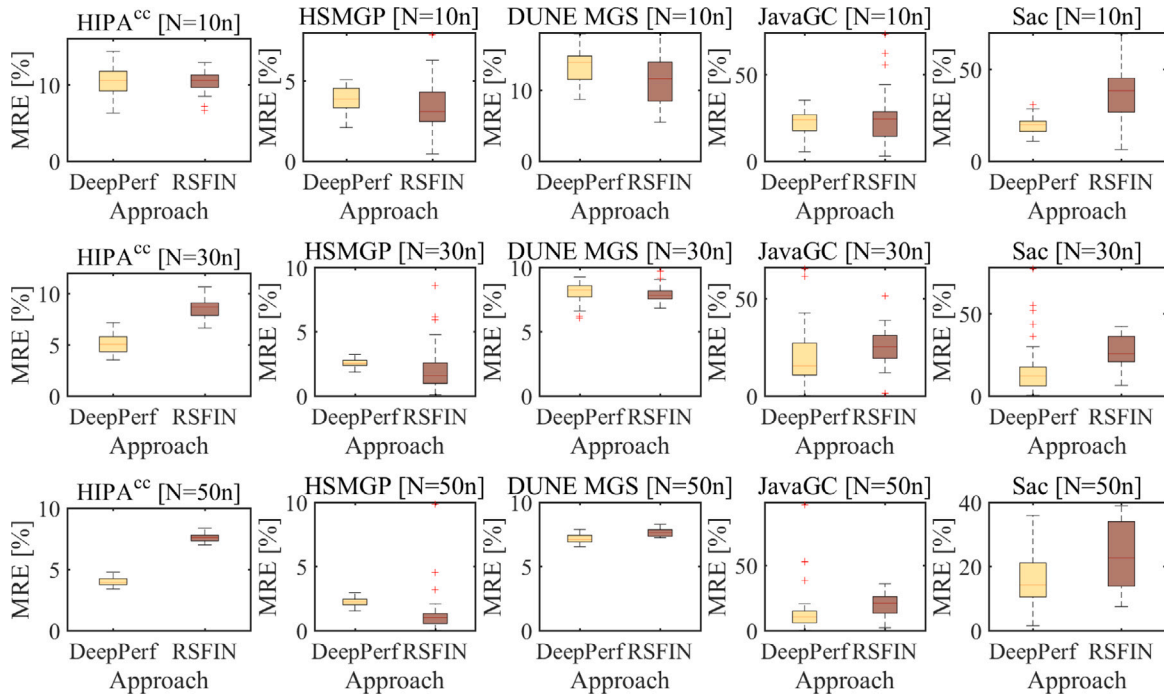 HIPA^cc [N=10n]
MRE [%]
10
0
DeepPerf RSFIN
Approach
HSMGP [N=10n]
MRE [%]
5
0
DeepPerf RSFIN
Approach
DUNE MGS [N=10n]
MRE [%]
10
0
DeepPerf RSFIN
Approach
JavaGC [N=10n]
MRE [%]
50
0
DeepPerf RSFIN
Approach
Sac [N=10n]
MRE [%]
50
0
DeepPerf RSFIN
Approach
HIPA^cc [N=30n]
MRE [%]
10
5
0
DeepPerf RSFIN
Approach
HSMGP [N=30n]
MRE [%]
10
5
0
DeepPerf RSFIN
Approach
DUNE MGS [N=30n]
MRE [%]
10
5
0
DeepPerf RSFIN
Approach
JavaGC [N=30n]
MRE [%]
50
0
DeepPerf RSFIN
Approach
Sac [N=30n]
MRE [%]
50
0
DeepPerf RSFIN
Approach
HIPA^cc [N=50n]
MRE [%]
10
5
0
DeepPerf RSFIN
Approach
HSMGP [N=50n]
MRE [%]
10
5
0
DeepPerf RSFIN
Approach
DUNE MGS [N=50n]
MRE [%]
10
5
0
DeepPerf RSFIN
Approach
JavaGC [N=50n]
MRE [%]
50
0
DeepPerf RSFIN
Approach
Sac [N=50n]
MRE [%]
40
20
0
DeepPerf RSFIN
Approach